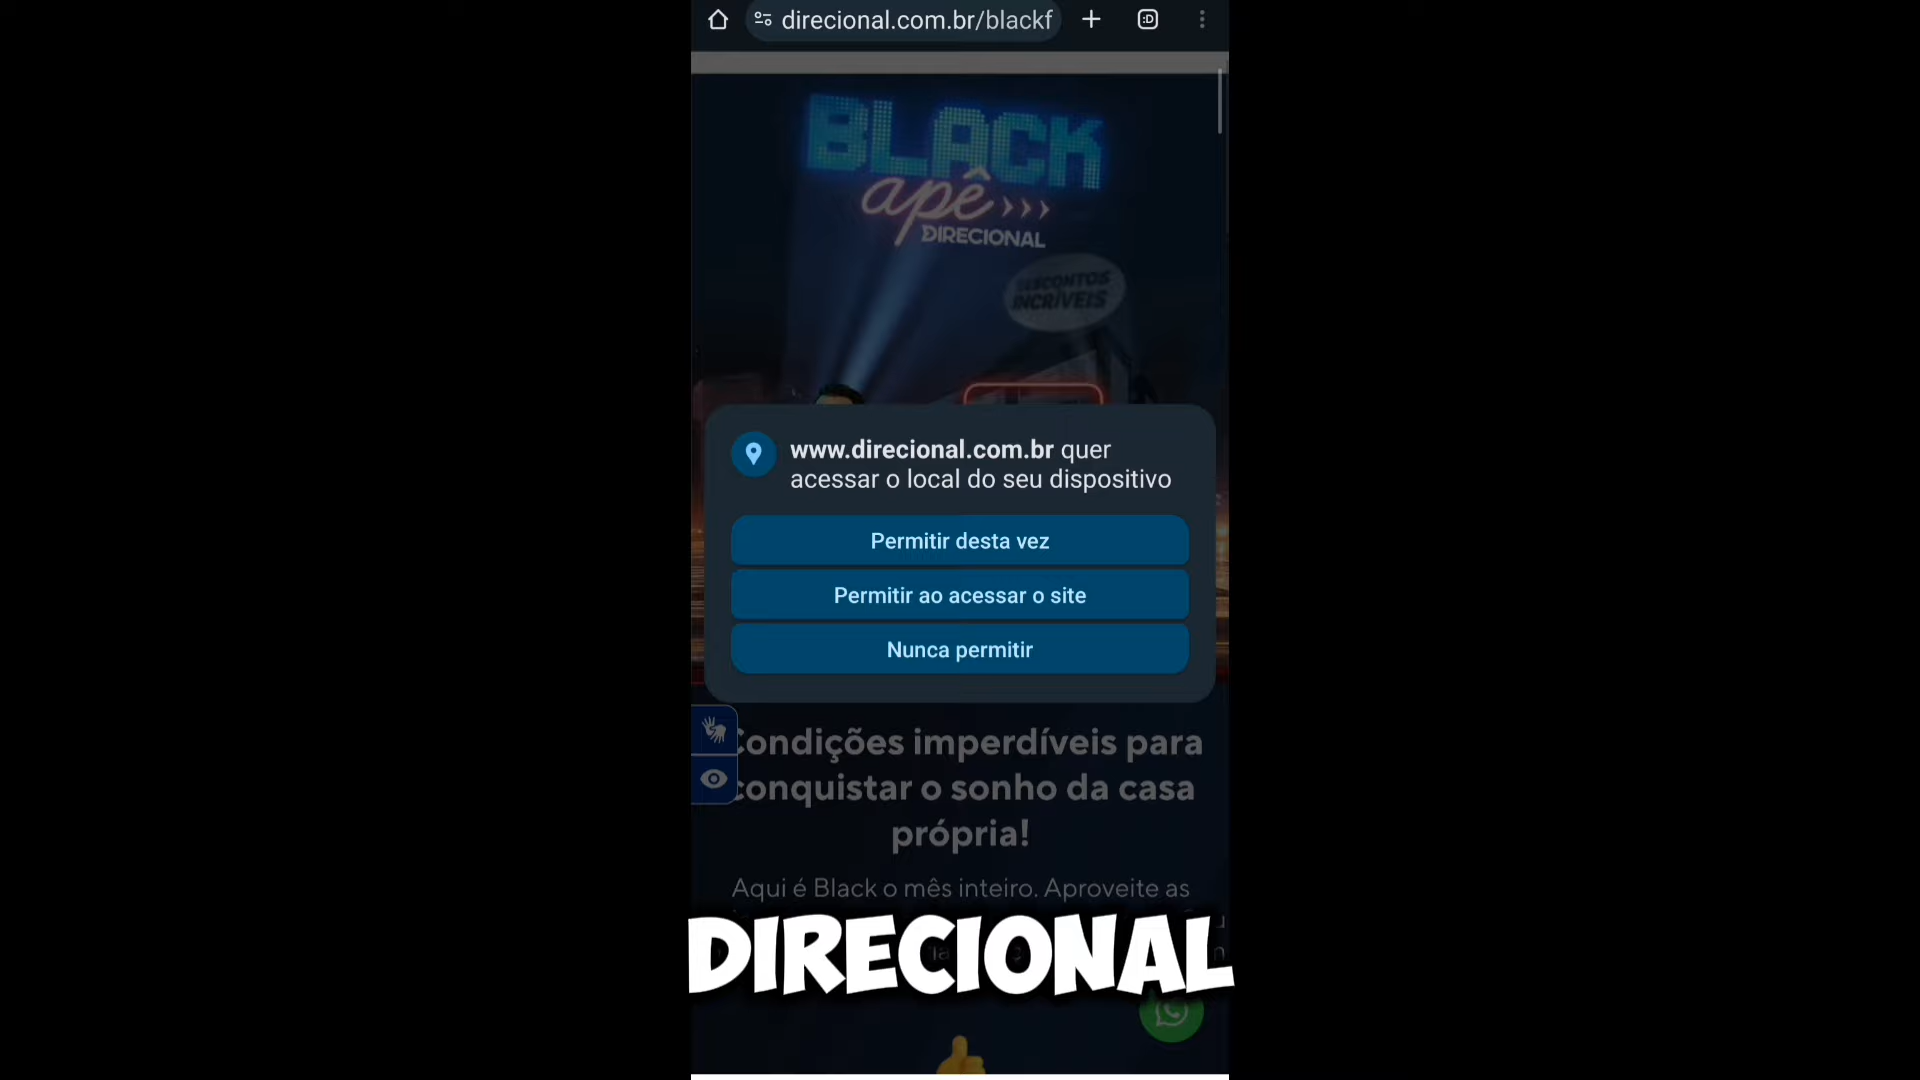 direcional.com.br/blackf
:D
BLACK
apê
DIRECIONAL
DESCONTOS
INCRÍVEIS
www.direcional.com.br quer
acessar o local do seu dispositivo
Permitir desta vez
Permitir ao acessar o site
Nunca permitir
Condições imperdíveis para
conquistar o sonho da casa
própria!
Aqui é Black o mês inteiro. Aproveite as
DIRECIONAL